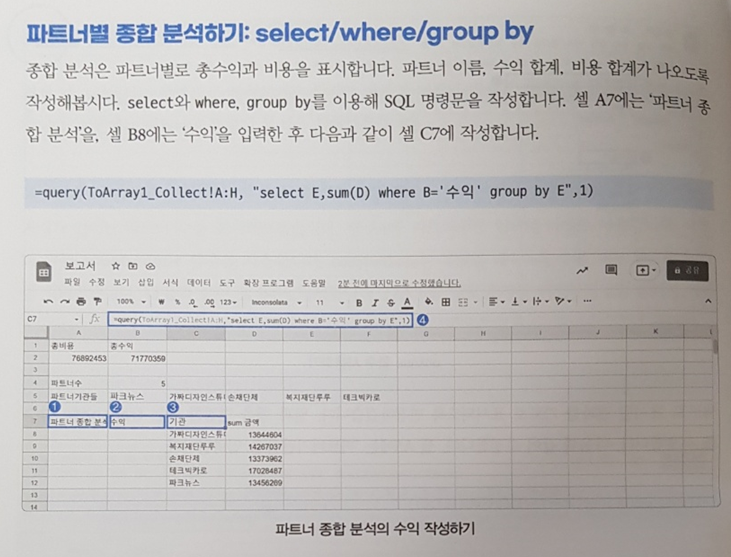 파트너별 종합 분석하기: select/where/group by
종합 분석은 파트너별로 총수익과 비용을 표시합니다. 파트너 이름, 수익 합계, 비용 합계가 나오도록
작성해봅시다. select와 where, group by를 이용해 SQL 명령문을 작성합니다. 셀 A7에는 '파트너 종
합 분석'을, 셀 B8에는 '수익'을 입력한 후 다음과 같이 셀 C7에 작성합니다.
=query(ToArray1_Collect!A:H, "select E,sum(D) where B='수익' group by E",1)
보고서
파일 수정 보기 삽입 서식 데이터 도구 확장 프로그램 도움말 2분 전에 마지막으로 수정했습니다.
100% ₩ % .0 .00 123 Inconsolata 11 B I S A
C7 fx =query(ToArray1_Collect!A:H,"select E,sum(D) where B='수익' group by E",1) 4
A B C D E F G H I J K
1 총비용 총수익
2 76892453 71770359
3
4 파트너수 5
5 파트너기관들 파크뉴스 가짜디자인스튜 손재단체 복지재단루루 테크빅카로
6 1 2 3
7 파트너 종합 분석 수익 기관 sum 금액
8 가짜디자인스튜 13644604
9 복지재단루루 14267037
10 손재단체 13373962
11 테크빅카로 17028487
12 파크뉴스 13456269
13
14
파트너 종합 분석의 수익 작성하기